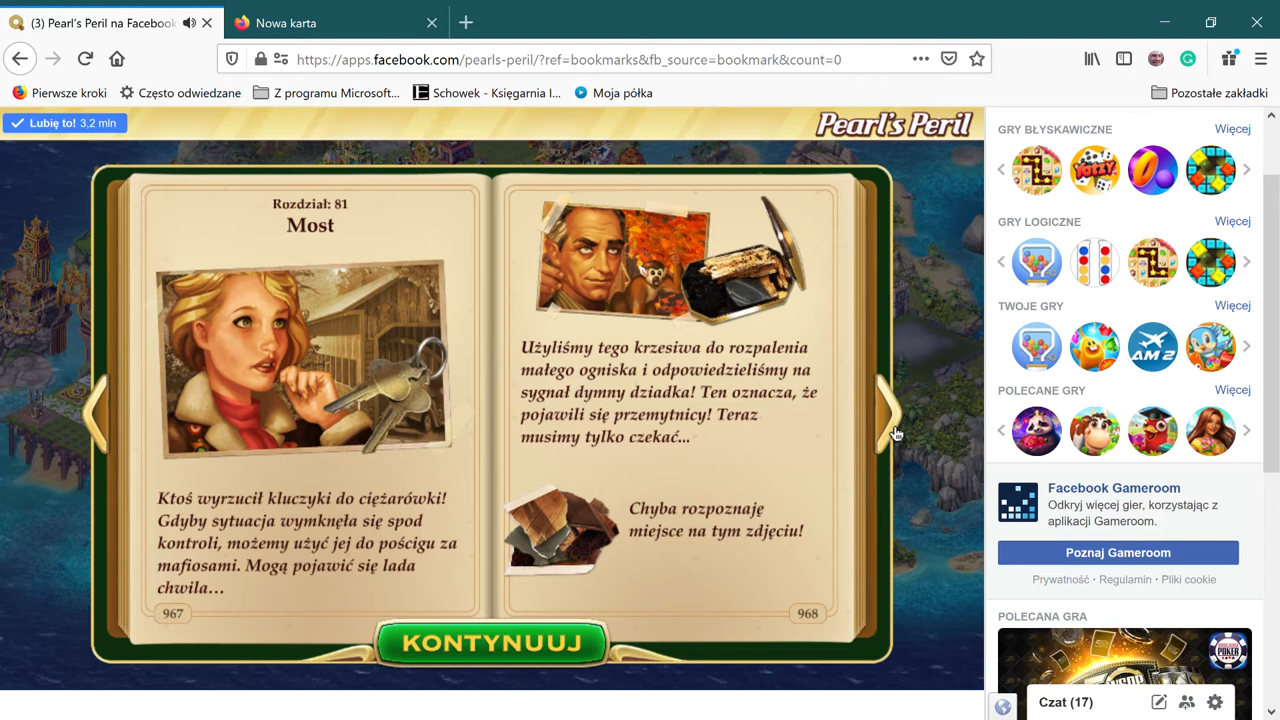 (3) Pearl's Peril na Facebook
Nowa karta
https://apps.facebook.com/pearls-peril/?ref=bookmarks&fb_source=bookmark&count=0
Pierwsze kroki
Często odwiedzane
Z programu Microsoft...
Schowek - Księgarnia I...
Moja półka
Pozostałe zakładki
Lubię to! 3,2 mln
Pearl's Peril
Rozdział: 81
Most
Ktoś wyrzucił kluczyki do ciężarówki!
Gdyby sytuacja wymknęła się spod
kontroli, możemy użyć jej do pościgu za
mafiosami. Mogą pojawić się lada
chwila...
967
Użyliśmy tego krzesiwa do rozpalenia
małego ogniska i odpowiedzieliśmy na
sygnał dymny dziadka! Ten oznacza, że
pojawili się przemytnicy! Teraz
musimy tylko czekać...
Chyba rozpoznaję
miejsce na tym zdjęciu!
968
KONTYNUUJ
GRY BŁYSKAWICZNE
Więcej
YATZY
GRY LOGICZNE
Więcej
TWOJE GRY
Więcej
AM 2
POLECANE GRY
Więcej
Facebook Gameroom
Odkryj więcej gier, korzystając z
aplikacji Gameroom.
Poznaj Gameroom
Prywatność · Regulamin · Pliki cookie
POLECANA GRA
POKER
Czat (17)